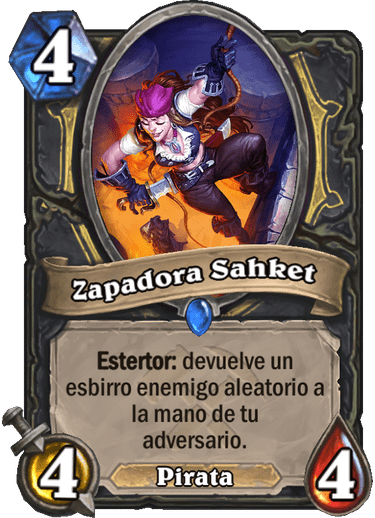 4
Zapadora Sahket
Estertor: devuelve un
esbirro enemigo aleatorio a
la mano de tu
adversario.
4
Pirata
4